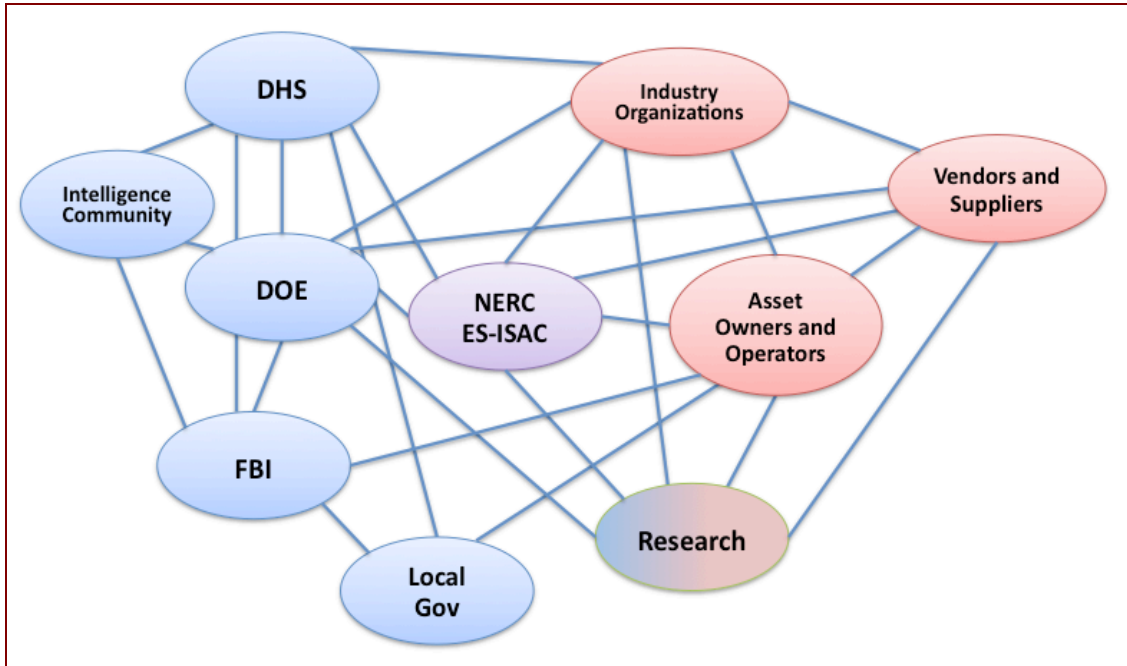 DHS
Industry
Organizations
Intelligence
Community
Vendors and
Suppliers
DOE
NERC
ES-ISAC
Asset
Owners and
Operators
FBI
Research
Local
Gov